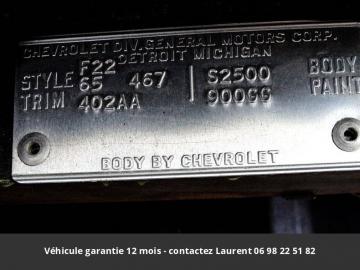 CHEVROLET DIV. GENERAL MOTORS CORP.
DETROIT MICHIGAN
F22
STYLE 65 467 S2500 BODY
TRIM 402AA 900GG PAINT
BODY BY CHEVROLET
Véhicule garantie 12 mois - contactez Laurent 06 98 22 51 82